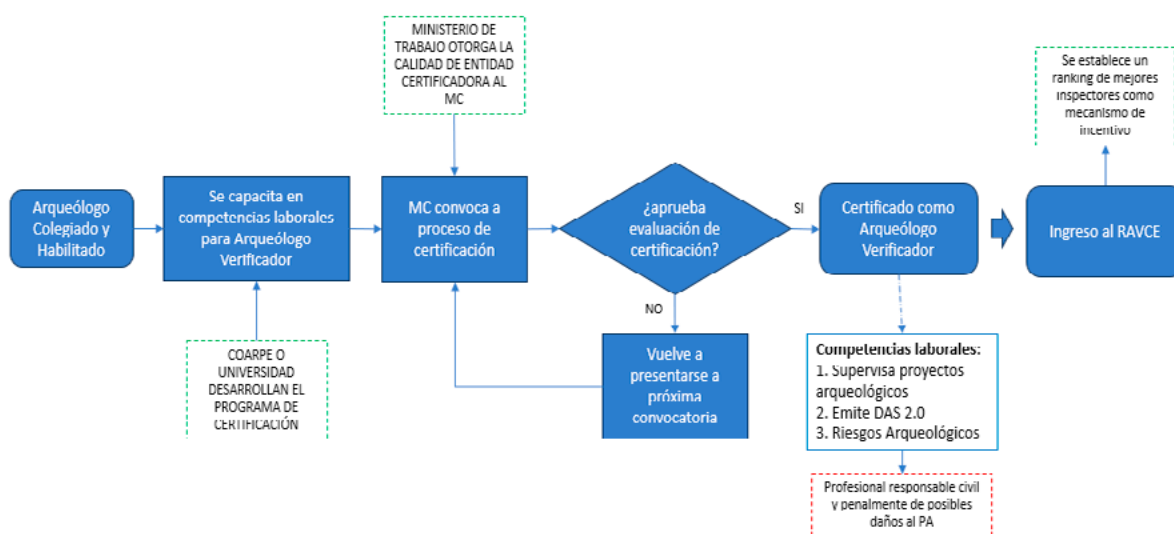 MINISTERIO DE
TRABAJO OTORGA LA
CALIDAD DE ENTIDAD
CERTIFICADORA AL
MC
Se establece un
ranking de mejores
inspectores como
mecanismo de
incentivo
Arqueólogo
Colegiado y
Habilitado
Se capacita en
competencias laborales
para Arqueólogo
Verificador
MC convoca a
proceso de
certificación
¿aprueba
evaluación de
certificación?
SI
Certificado como
Arqueólogo
Verificador
Ingreso al RAVCE
NO
COARPE O
UNIVERSIDAD
DESARROLLAN EL
PROGRAMA DE
CERTIFICACIÓN
Vuelve a
presentarse a
próxima
convocatoria
Competencias laborales:
1. Supervisa proyectos
arqueológicos
2. Emite DAS 2.0
3. Riesgos Arqueológicos
Profesional responsable civil
y penalmente de posibles
daños al PA